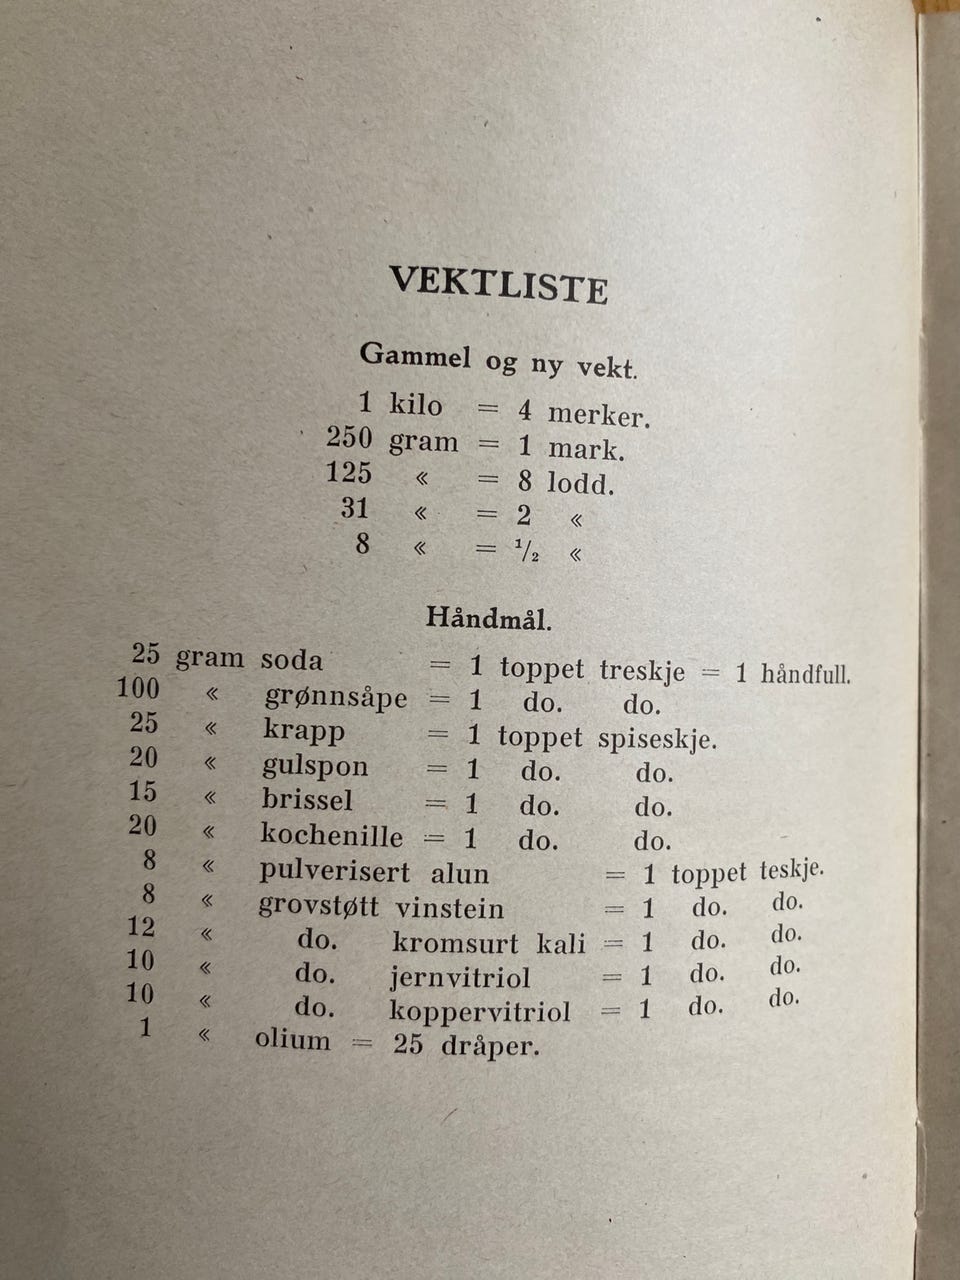 VEKTLISTE
Gammel og ny vekt.
1 kilo = 4 merker.
250 gram = 1 mark.
125 « = 8 lodd.
31 « = 2 «
8 « = 1/2 «
Håndmål.
25 gram soda = 1 toppet treskje = 1 håndfull.
100 « grønnsåpe = 1 do. do.
25 « krapp = 1 toppet spiseskje.
20 « gulspon = 1 do. do.
15 « brissel = 1 do. do.
20 « kochenille = 1 do. do.
8 « pulverisert alun = 1 toppet teskje.
8 « grovstøtt vinstein = 1 do. do.
12 « do. kromsurt kali = 1 do. do.
10 « do. jernvitriol = 1 do. do.
10 « do. koppervitriol = 1 do. do.
1 « olium = 25 dråper.